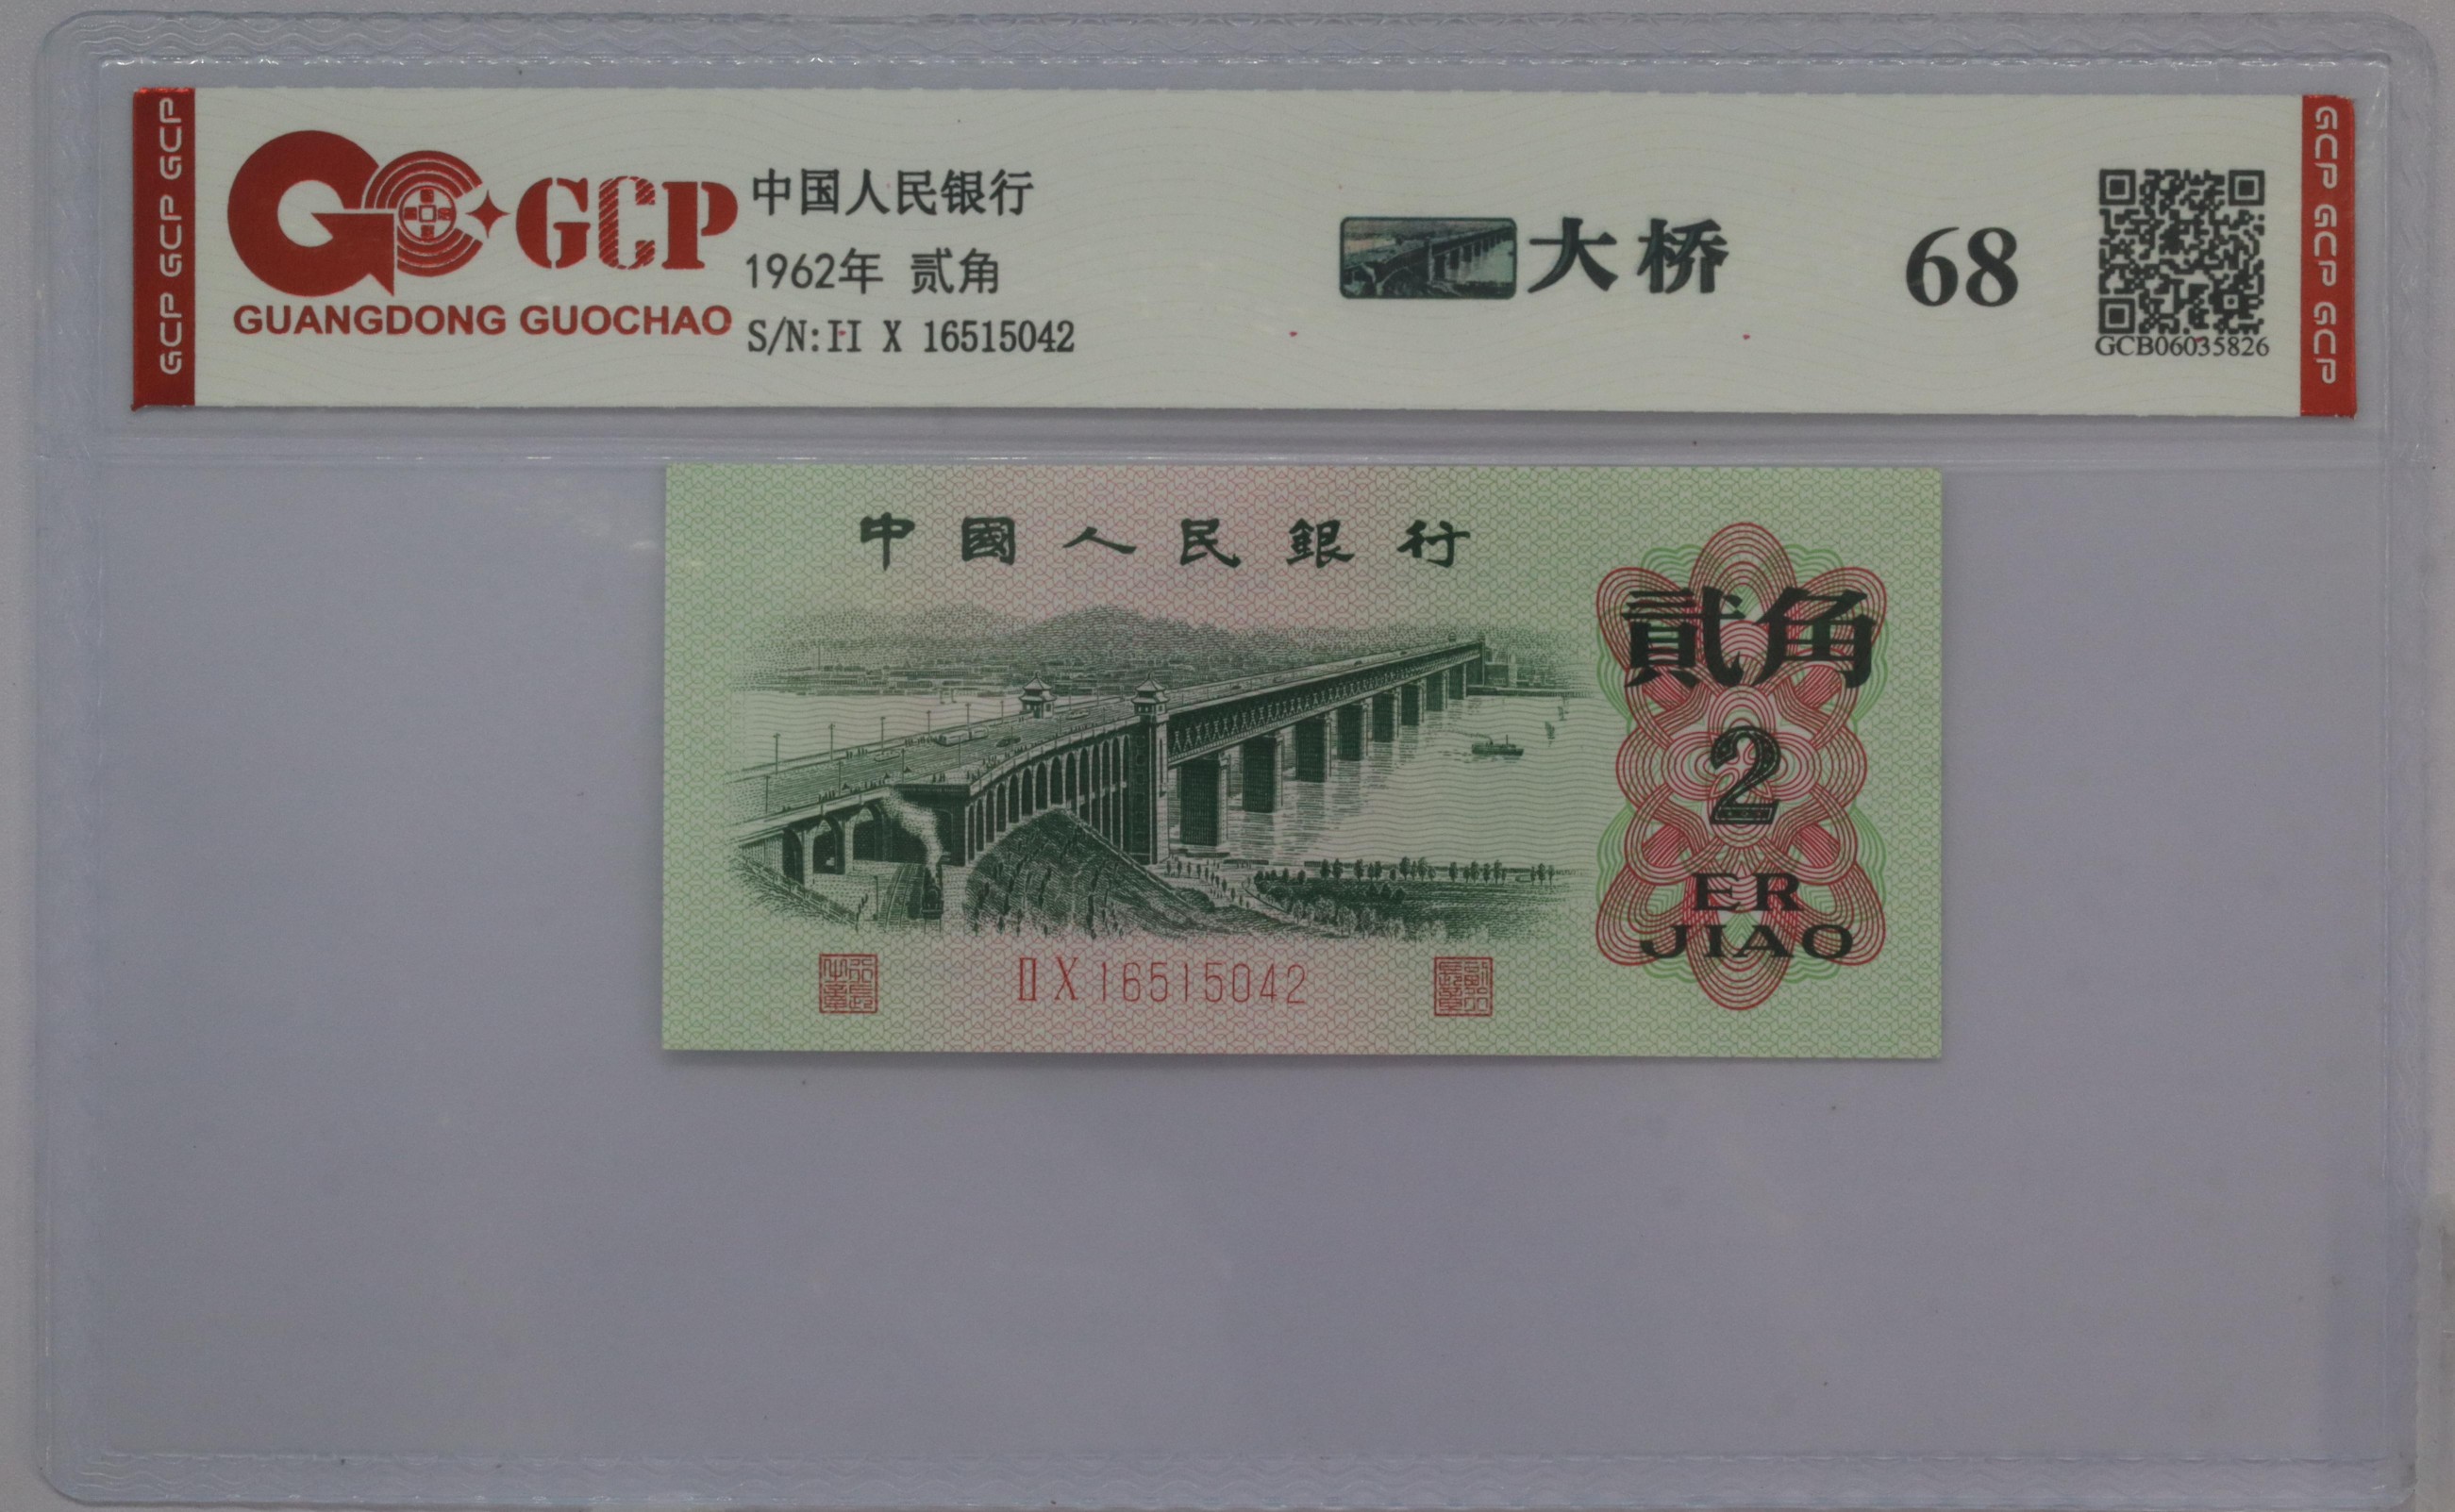 GCP GCP GCP
GCP
GUANGDONG GUOCHAO
中国人民银行
1962年 贰角
S/N:II X 16515042
大桥
68
GCB06035826
GCP GCP GCP
中國人民銀行
貳角
2
ER
JIAO
II X 16515042